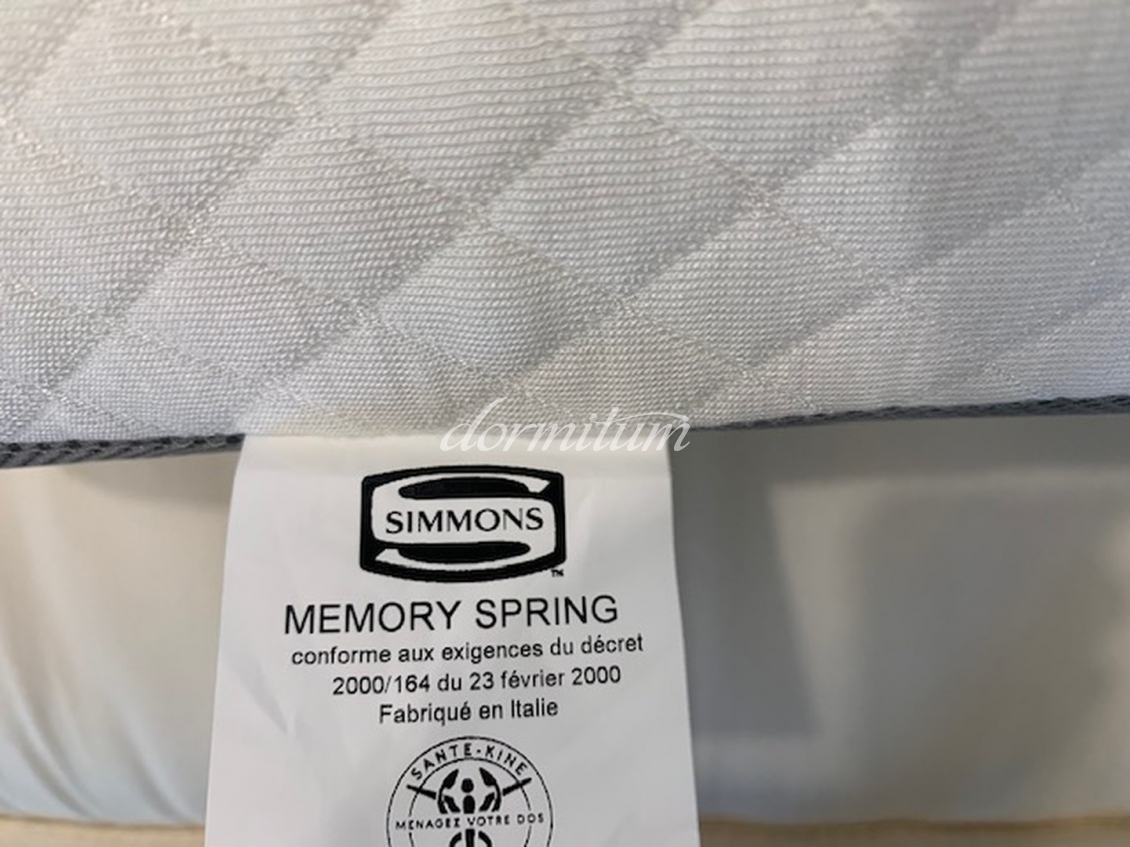 dormitum
SIMMONS
™
MEMORY SPRING
conforme aux exigences du décret
2000/164 du 23 février 2000
Fabriqué en Italie
SANTE-KINE
MENAGEZ VOTRE DOS